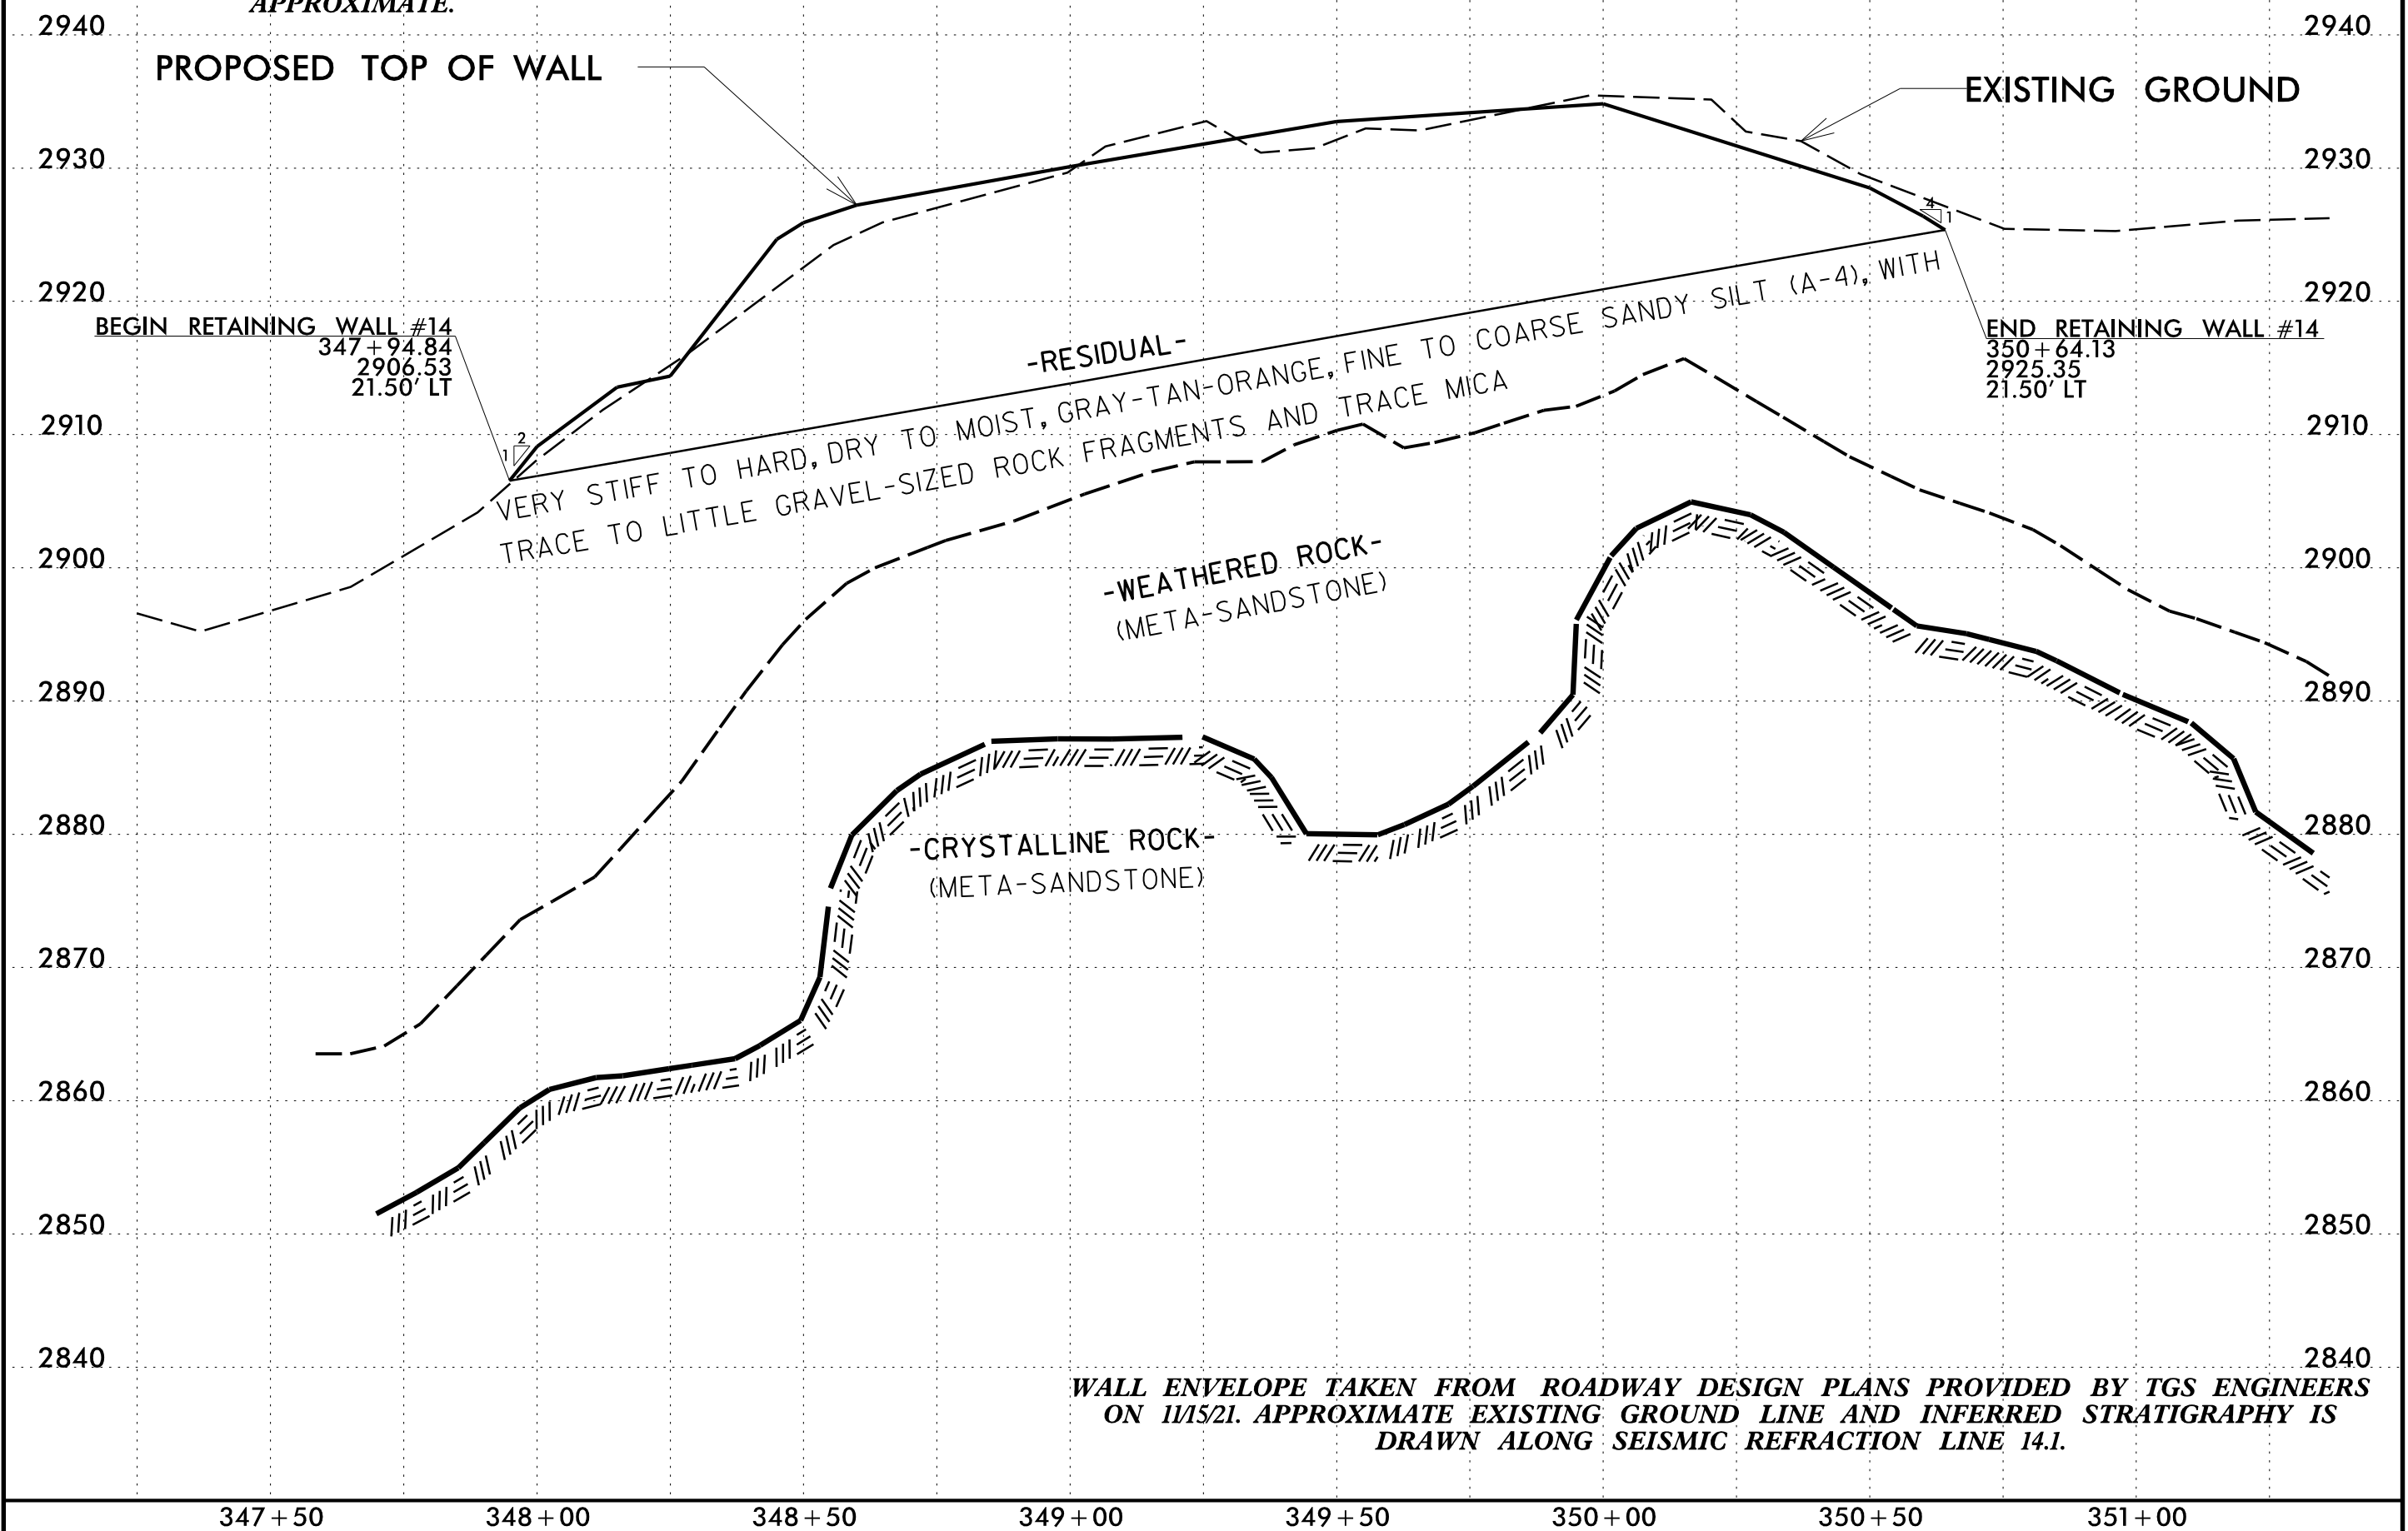 APPROXIMATE.
2940 2940
PROPOSED TOP OF WALL
EXISTING GROUND
2930 2930
4
1
2920 2920
BEGIN RETAINING WALL #14
347+94.84
2906.53
21.50' LT
END RETAINING WALL #14
350+64.13
2925.35
21.50' LT
2910 2910
2
1
-RESIDUAL-
VERY STIFF TO HARD, DRY TO MOIST, GRAY-TAN-ORANGE, FINE TO COARSE SANDY SILT (A-4), WITH
TRACE TO LITTLE GRAVEL-SIZED ROCK FRAGMENTS AND TRACE MICA
2900 2900
-WEATHERED ROCK-
(META-SANDSTONE)
2890 2890
2880 2880
-CRYSTALLINE ROCK-
(META-SANDSTONE)
2870 2870
2860 2860
2850 2850
2840 2840
WALL ENVELOPE TAKEN FROM ROADWAY DESIGN PLANS PROVIDED BY TGS ENGINEERS
ON 11/15/21. APPROXIMATE EXISTING GROUND LINE AND INFERRED STRATIGRAPHY IS
DRAWN ALONG SEISMIC REFRACTION LINE 14.1.
347+50 348+00 348+50 349+00 349+50 350+00 350+50 351+00